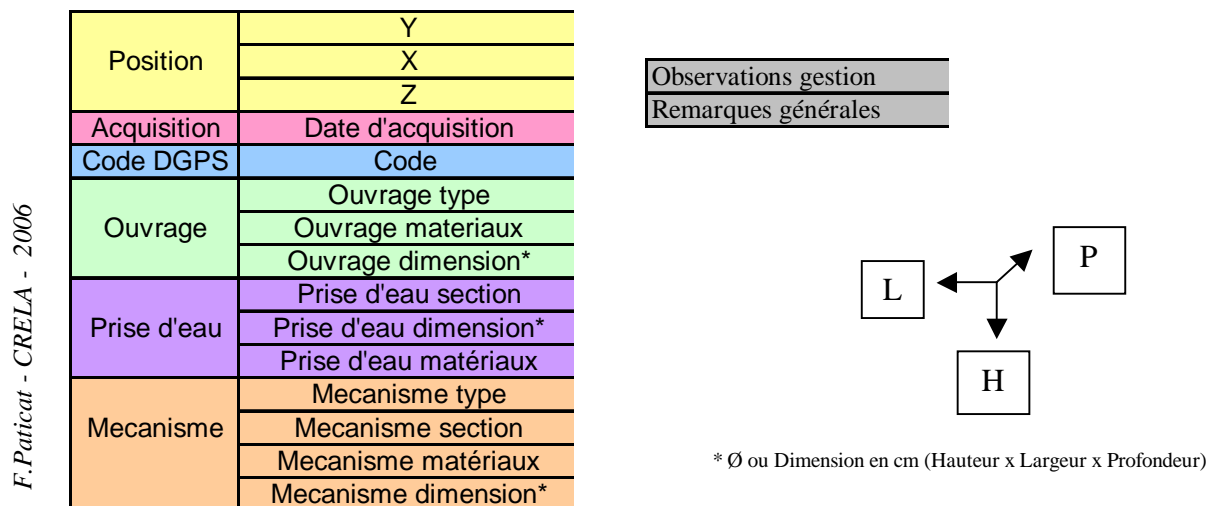 F.Paticat - CRELA - 2006
Position
Y
X
Z
Acquisition
Date d'acquisition
Code DGPS
Code
Ouvrage
Ouvrage type
Ouvrage materiaux
Ouvrage dimension*
Prise d'eau
Prise d'eau section
Prise d'eau dimension*
Prise d'eau matériaux
Mecanisme
Mecanisme type
Mecanisme section
Mecanisme matériaux
Mecanisme dimension*
Observations gestion
Remarques générales
L
P
H
* Ø ou Dimension en cm (Hauteur x Largeur x Profondeur)